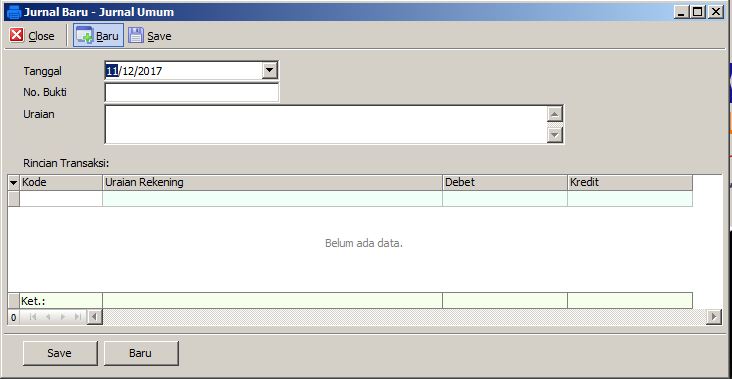 Jurnal Baru - Jurnal Umum
Close Baru Save
Tanggal 11/12/2017
No. Bukti
Uraian
Rincian Transaksi:
Kode Uraian Rekening Debet Kredit
Belum ada data.
Ket.:
0
Save Baru